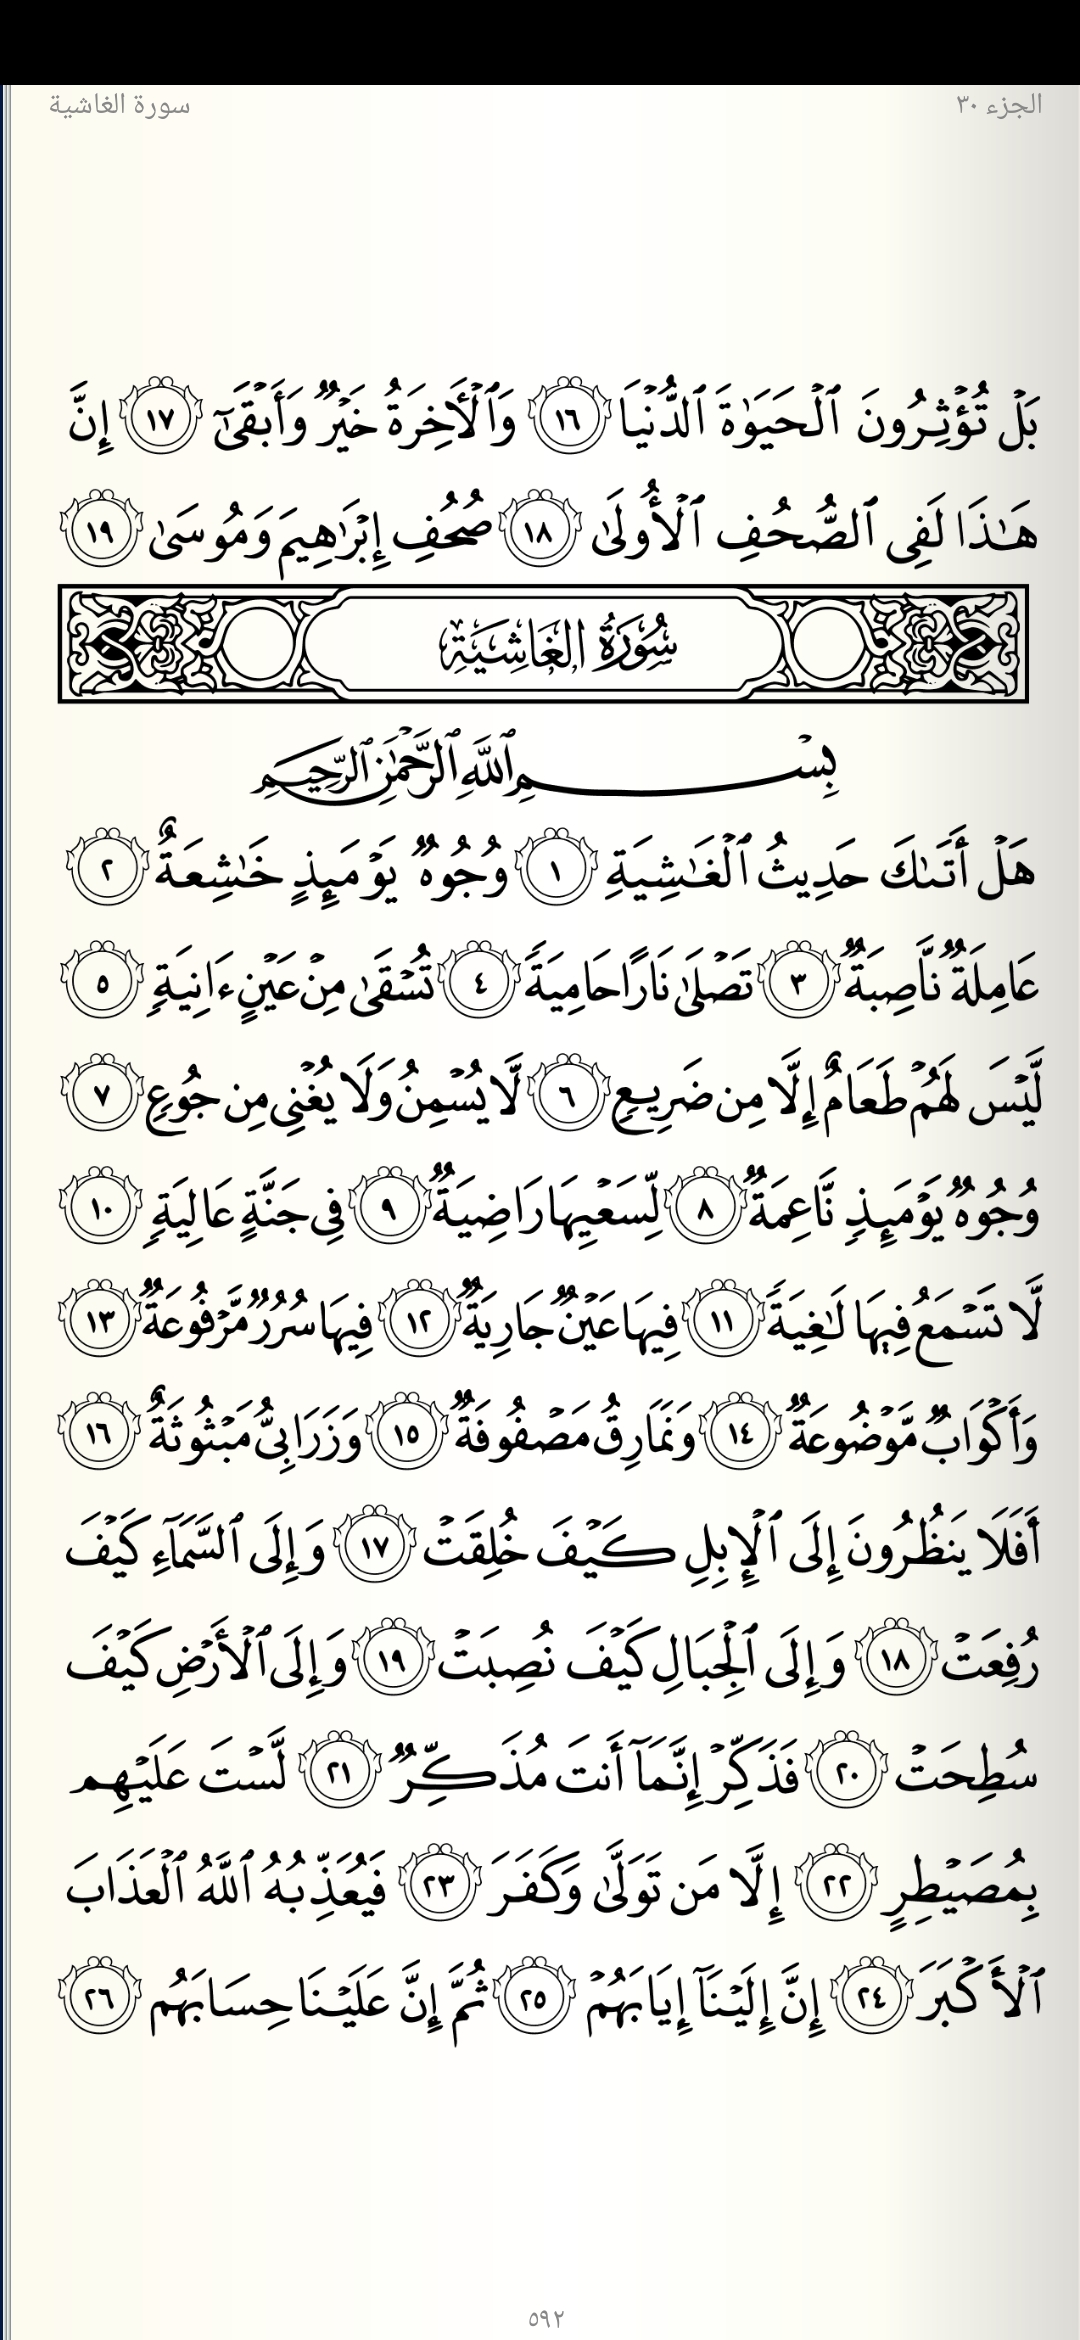 الجزء ٣٠
سورة الغاشية
بَلْ تُؤْثِرُونَ ٱلْحَيَوٰةَ ٱلدُّنْيَا ١٦ وَٱلْأَخِرَةُ خَيْرٌ وَأَبْقَىٰٓ ١٧ إِنَّ
هَـٰذَا لَفِى ٱلصُّحُفِ ٱلْأُولَىٰ ١٨ صُحُفِ إِبْرَٰهِيمَ وَمُوسَىٰ ١٩
سُورَةُ الغَاشِيَةِ
بِسْمِ ٱللَّهِ ٱلرَّحْمَـٰنِ ٱلرَّحِيمِ
هَلْ أَتَىٰكَ حَدِيثُ ٱلْغَـٰشِيَةِ ١ وُجُوهٌ يَوْمَئِذٍ خَـٰشِعَةٌ ٢
عَامِلَةٌ نَّاصِبَةٌ ٣ تَصْلَىٰ نَارًا حَامِيَةً ٤ تُسْقَىٰ مِنْ عَيْنٍ ءَانِيَةٍ ٥
لَّيْسَ لَهُمْ طَعَامٌ إِلَّا مِن ضَرِيعٍ ٦ لَّا يُسْمِنُ وَلَا يُغْنِى مِن جُوعٍ ٧
وُجُوهٌ يَوْمَئِذٍ نَّاعِمَةٌ ٨ لِّسَعْيِهَا رَاضِيَةٌ ٩ فِى جَنَّةٍ عَالِيَةٍ ١٠
لَّا تَسْمَعُ فِيهَا لَـٰغِيَةً ١١ فِيهَا عَيْنٌ جَارِيَةٌ ١٢ فِيهَا سُرُرٌ مَّرْفُوعَةٌ ١٣
وَأَكْوَابٌ مَّوْضُوعَةٌ ١٤ وَنَمَارِقُ مَصْفُوفَةٌ ١٥ وَزَرَابِىُّ مَبْثُوثَةٌ ١٦
أَفَلَا يَنظُرُونَ إِلَى ٱلْإِبِلِ كَيْفَ خُلِقَتْ ١٧ وَإِلَى ٱلسَّمَآءِ كَيْفَ
رُفِعَتْ ١٨ وَإِلَى ٱلْجِبَالِ كَيْفَ نُصِبَتْ ١٩ وَإِلَى ٱلْأَرْضِ كَيْفَ
سُطِحَتْ ٢٠ فَذَكِّرْ إِنَّمَآ أَنتَ مُذَكِّرٌ ٢١ لَّسْتَ عَلَيْهِم
بِمُصَيْطِرٍ ٢٢ إِلَّا مَن تَوَلَّىٰ وَكَفَرَ ٢٣ فَيُعَذِّبُهُ ٱللَّهُ ٱلْعَذَابَ
ٱلْأَكْبَرَ ٢٤ إِنَّ إِلَيْنَآ إِيَابَهُمْ ٢٥ ثُمَّ إِنَّ عَلَيْنَا حِسَابَهُم ٢٦
٥٩٢